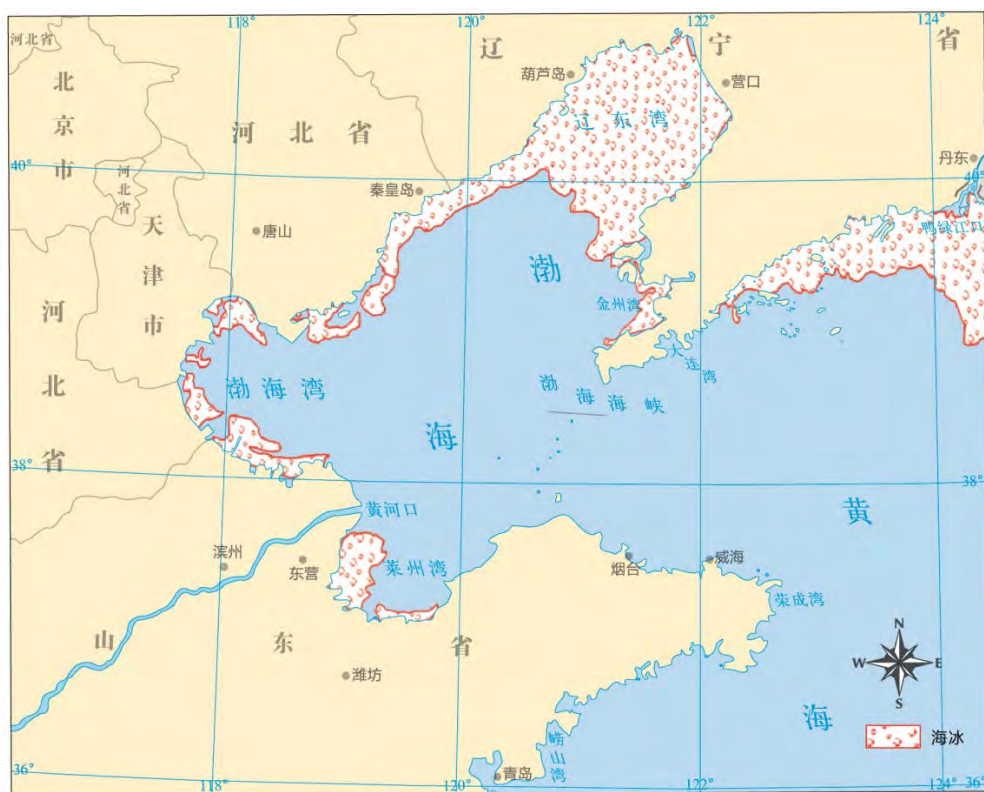 118°
120°
122°
124°
辽宁省
河北省
葫芦岛
营口
北京市
河北省
辽东湾
丹东
40°
40°
河北省
秦皇岛
鸭绿江口
天津市
唐山
渤海
金州湾
河北省
大连湾
渤海湾
渤海海峡
38°
38°
黄河口
黄海
滨州
东营
莱州湾
烟台
威海
荣成湾
山东省
潍坊
N
W
E
S
海冰
崂山湾
青岛
36°
118°
120°
122°
124°
36°